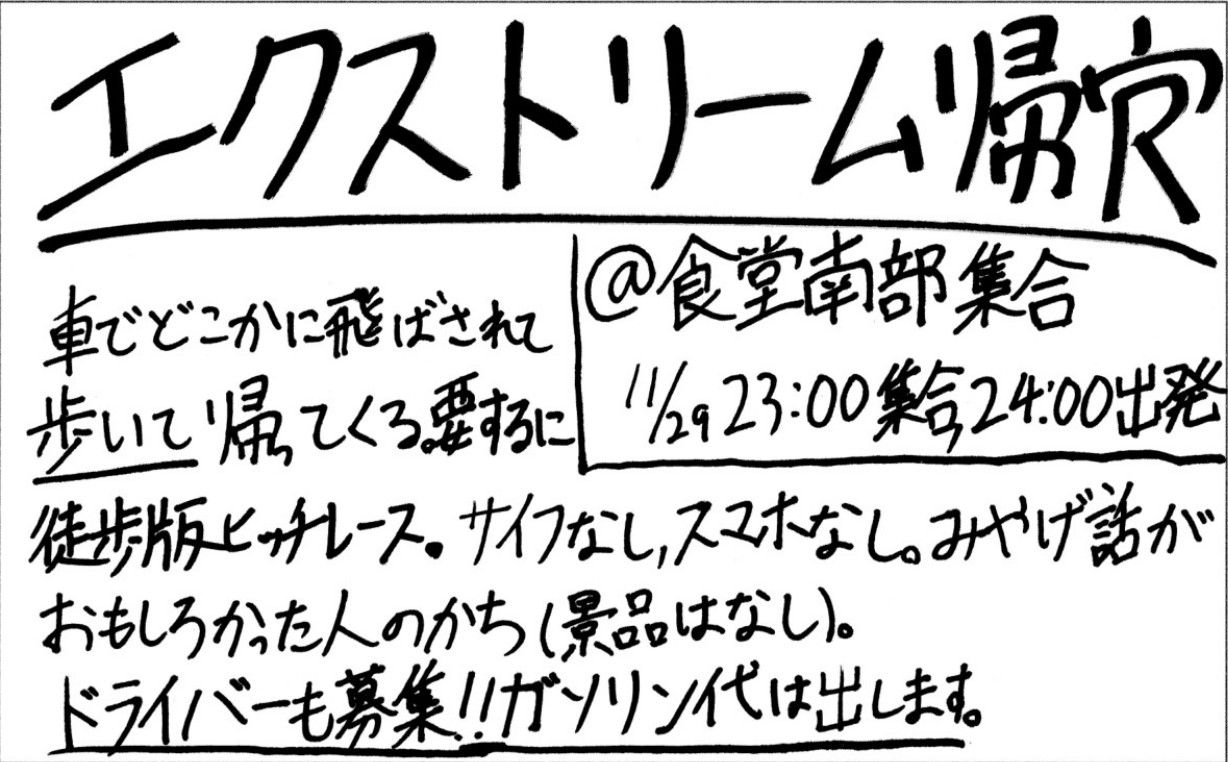 エクストリーム帰宅
@食堂南部集合
11/29 23:00集合24:00出発
車でどこかに飛ばされて
歩いて帰ってくる。要するに
徒歩版ヒッチレース。サイフなし,スマホなし。みやげ話が
おもしろかった人のかち(景品はなし)。
ドライバーも募集!!ガソリン代は出します。